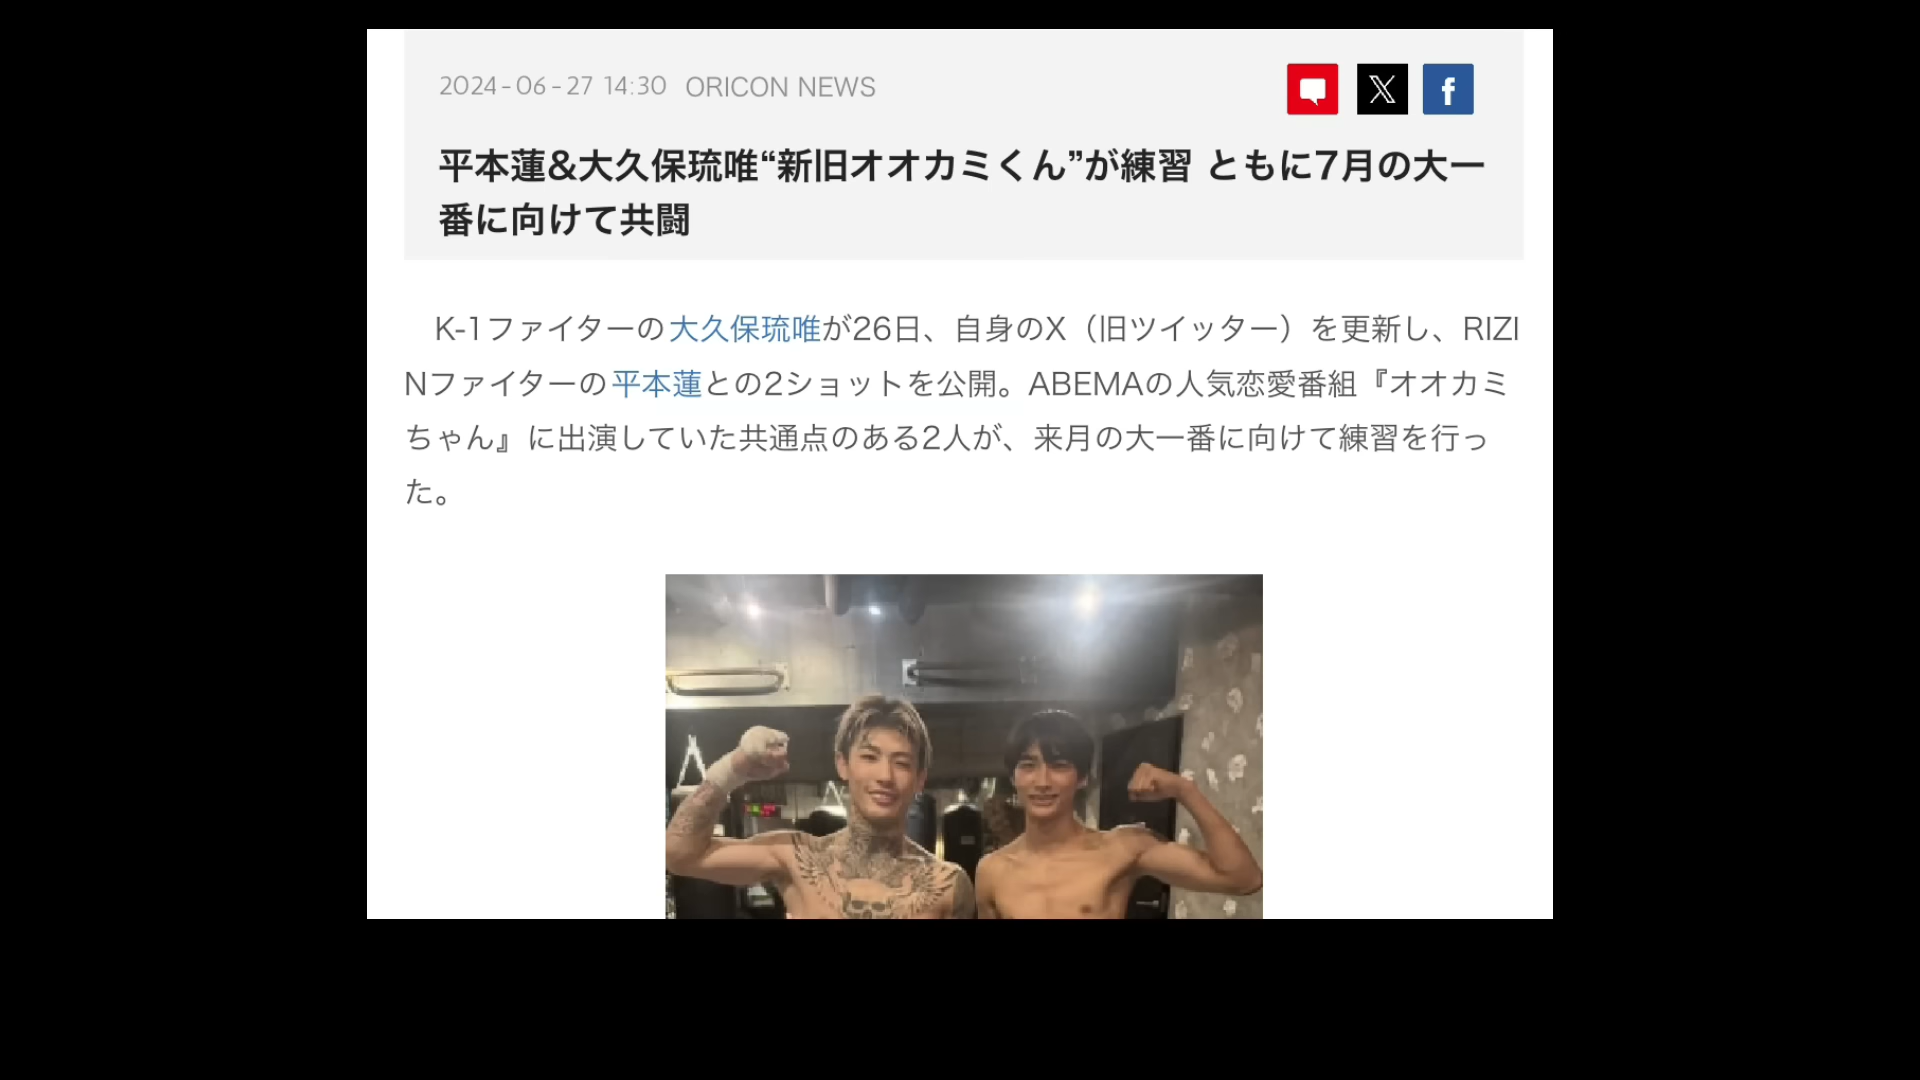 2024-06-27 14:30 ORICON NEWS
平本蓮&大久保琉唯“新旧オオカミくん”が練習 ともに7月の大一
番に向けて共闘
K-1ファイターの大久保琉唯が26日、自身のX（旧ツイッター）を更新し、RIZI
Nファイターの平本蓮との2ショットを公開。ABEMAの人気恋愛番組『オオカミ
ちゃん』に出演していた共通点のある2人が、来月の大一番に向けて練習を行っ
た。